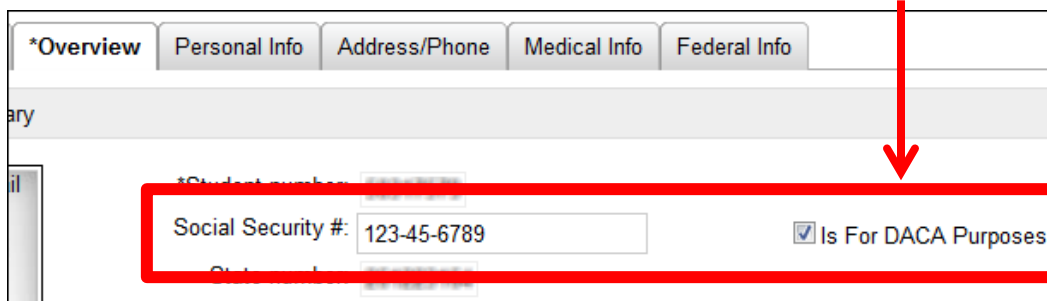 *Overview Personal Info Address/Phone Medical Info Federal Info
ary
il
*Student number:
Social Security #: 123-45-6789 Is For DACA Purposes
State number: